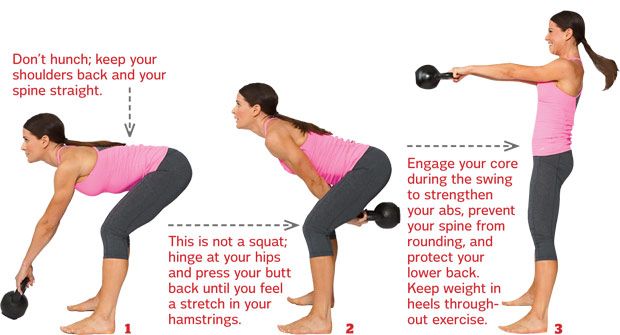 Don't hunch; keep your
shoulders back and your
spine straight.
This is not a squat;
hinge at your hips
and press your butt
back until you feel
a stretch in your
hamstrings.
Engage your core
during the swing
to strengthen
your abs, prevent
your spine from
rounding, and
protect your
lower back.
Keep weight in
heels through-
out exercise.
1
2
3